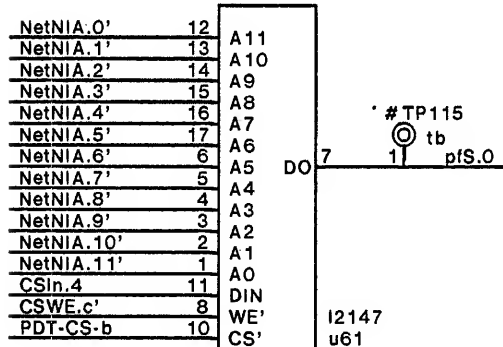 NetNIA.0' 12 A11
NetNIA.1' 13 A10
NetNIA.2' 14 A9
NetNIA.3' 15 A8
NetNIA.4' 16 A7
NetNIA.5' 17 A6
NetNIA.6' 6 A5
NetNIA.7' 5 A4
NetNIA.8' 4 A3
NetNIA.9' 3 A2
NetNIA.10' 2 A1
NetNIA.11' 1 A0
CSIn.4 11 DIN
CSWE.c' 8 WE'
PDT-CS-b 10 CS'
#TP115
tb
DO 7 1 pfS.0
I2147
u61